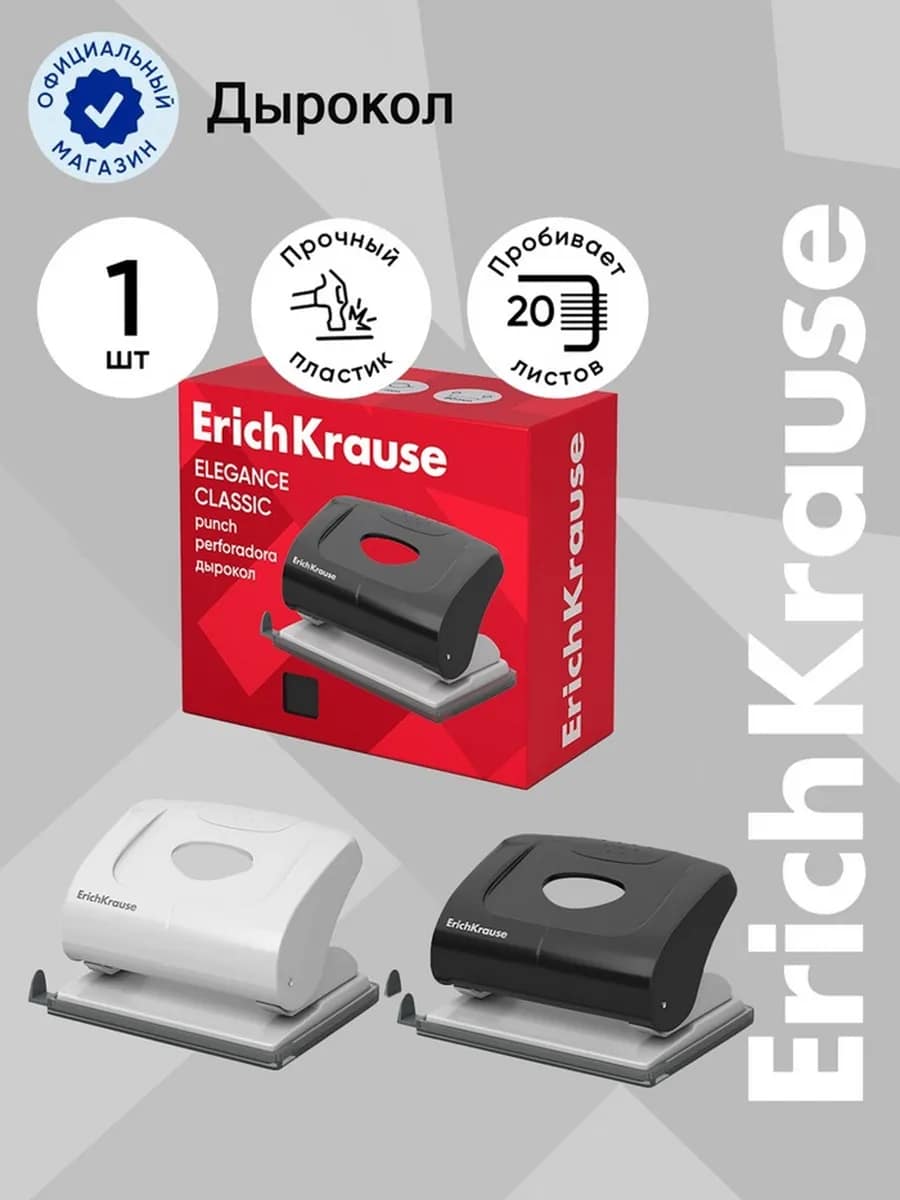 ОФИЦИАЛЬНЫЙ
МАГАЗИН
Дырокол
1
шт
Прочный
пластик
Пробивает
20
листов
ErichKrause
ELEGANCE
CLASSIC
punch
perforadora
дырокол
ErichKrause
ErichKrause
ErichKrause
ErichKrause
ErichKrause